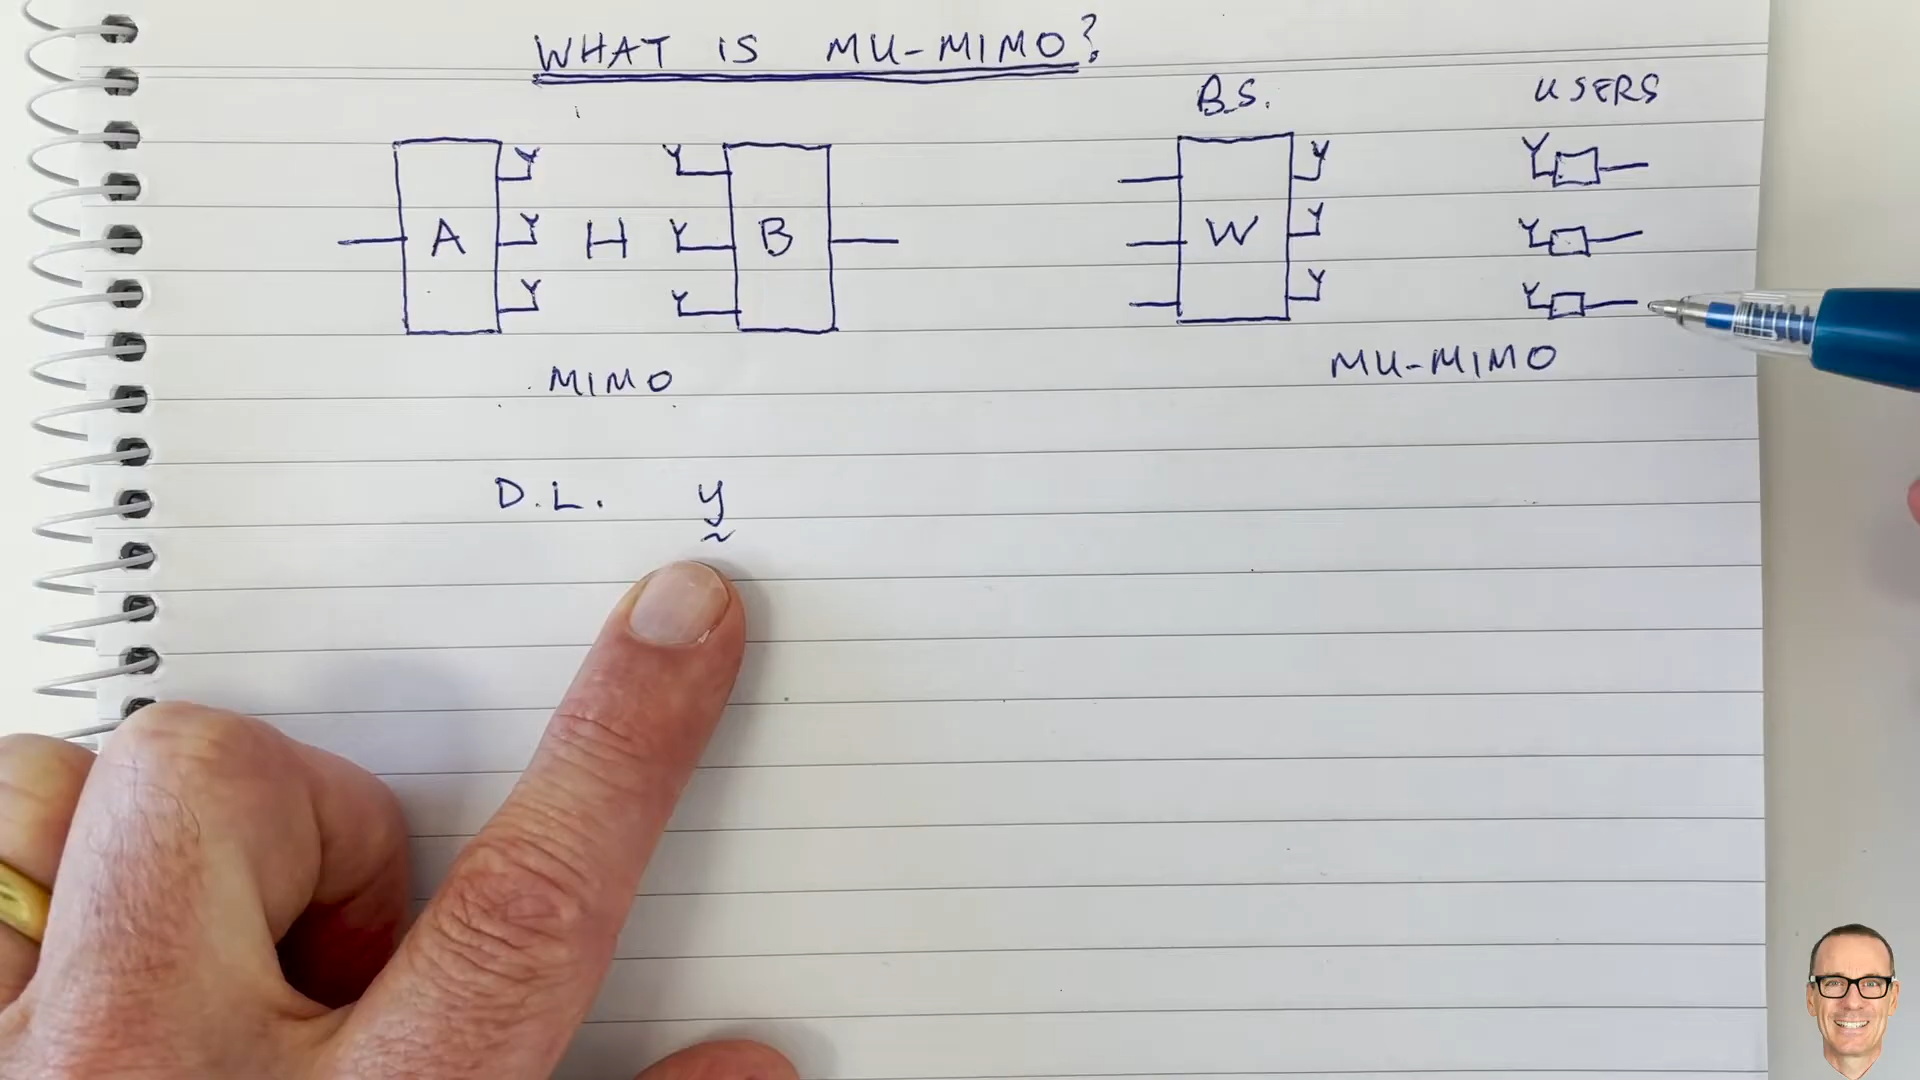 WHAT IS MU-MIMO?
B.S. USERS
A H B W
MIMO MU-MIMO
D.L. y
~